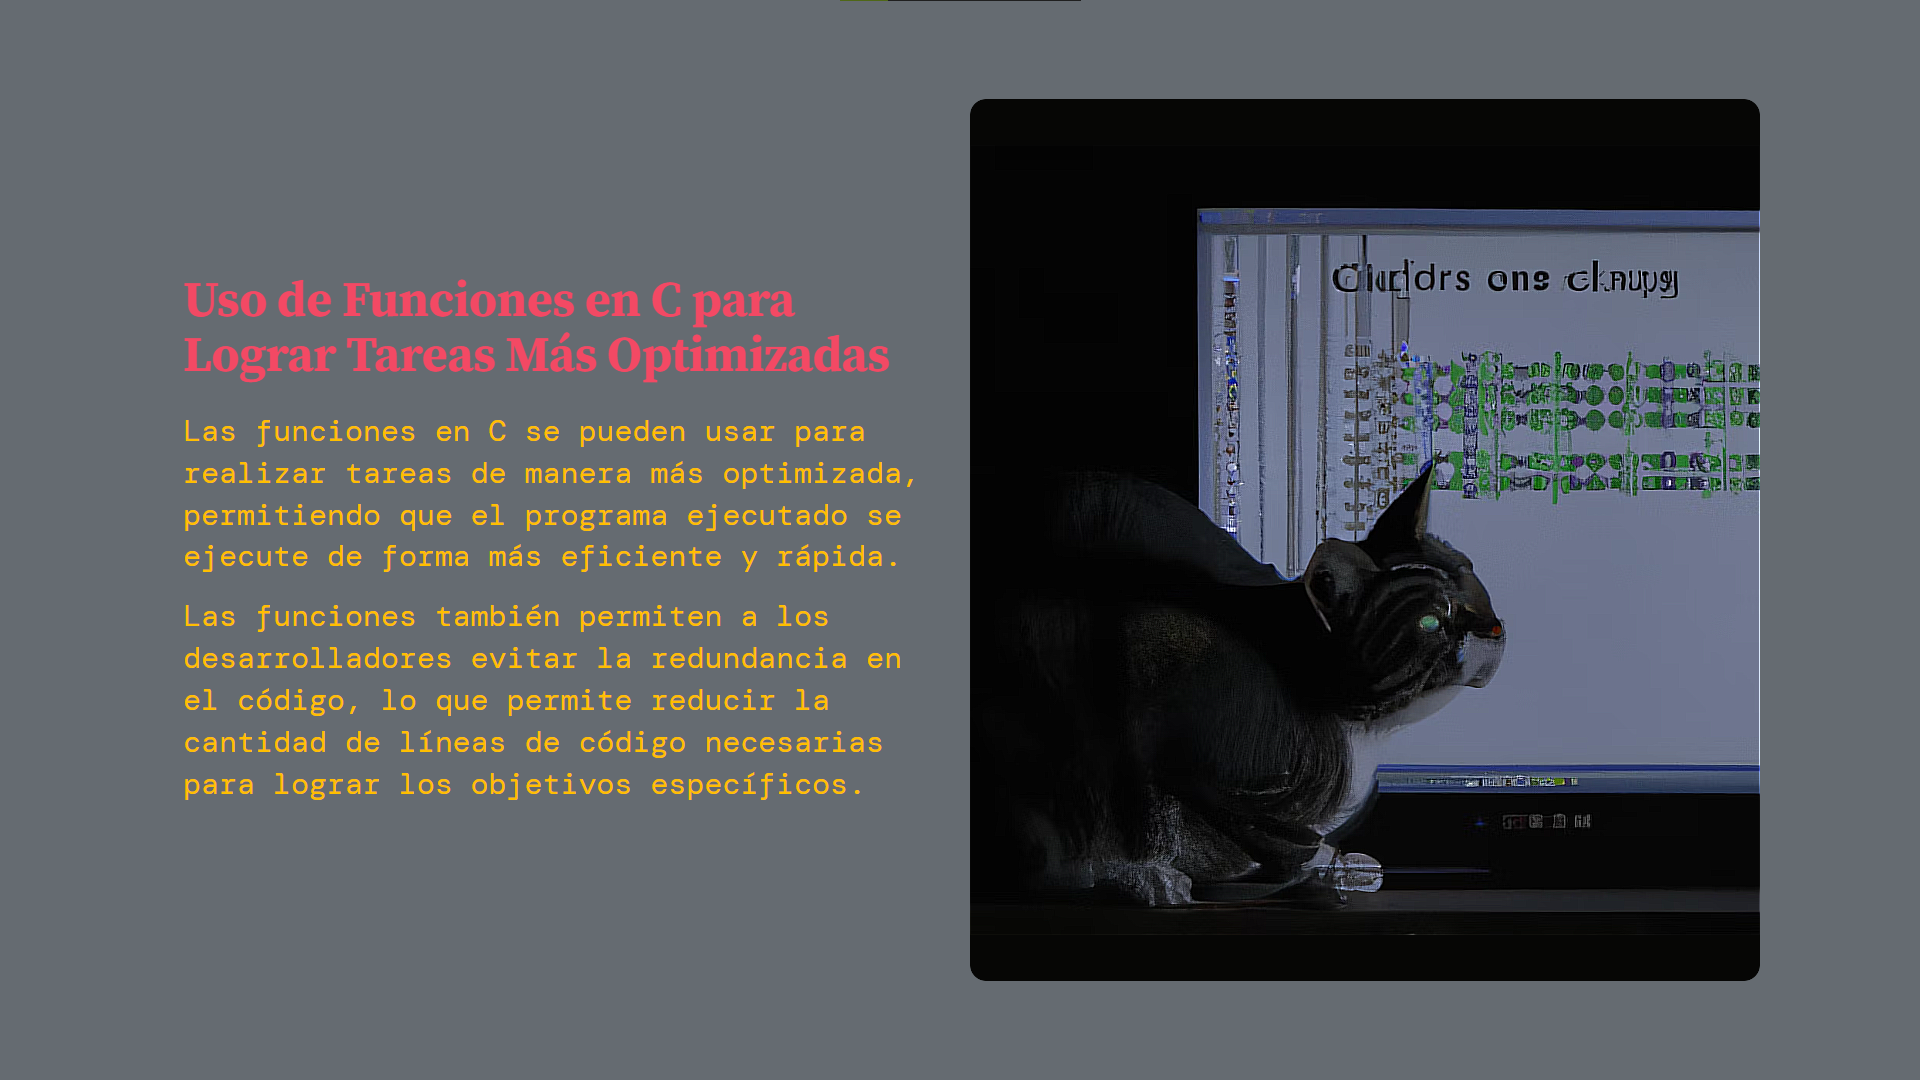 Uso de Funciones en C para
Lograr Tareas Más Optimizadas
Las funciones en C se pueden usar para
realizar tareas de manera más optimizada,
permitiendo que el programa ejecutado se
ejecute de forma más eficiente y rápida.
Las funciones también permiten a los
desarrolladores evitar la redundancia en
el código, lo que permite reducir la
cantidad de líneas de código necesarias
para lograr los objetivos específicos.